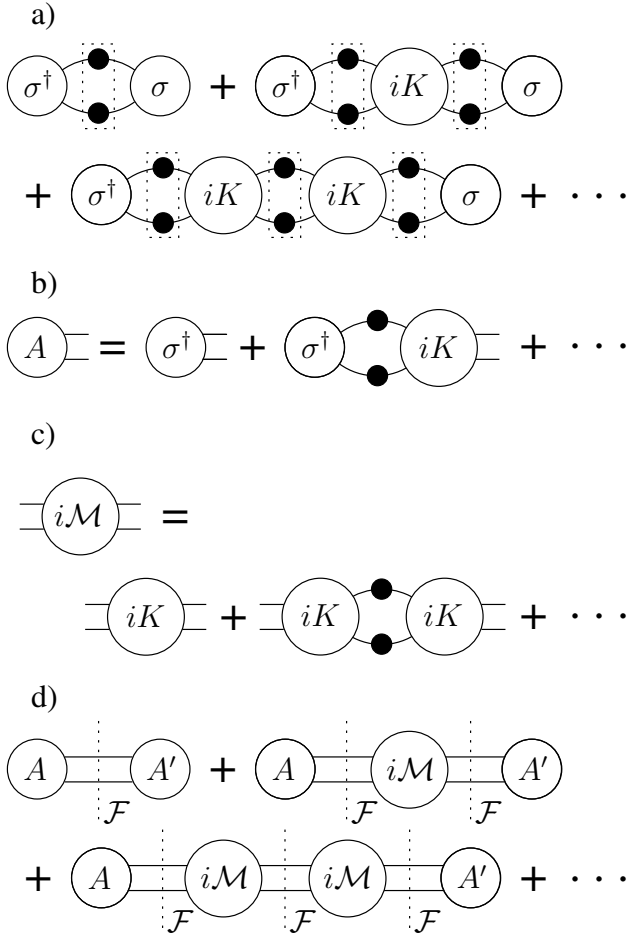 a)
σ† σ + σ† iK σ
+ σ† iK iK σ + · · ·
b)
A = σ† + σ† iK + · · ·
c)
iM =
iK + iK iK + · · ·
d)
A A′ + A iM A′
F F F
+ A iM iM A′ + · · ·
F F F